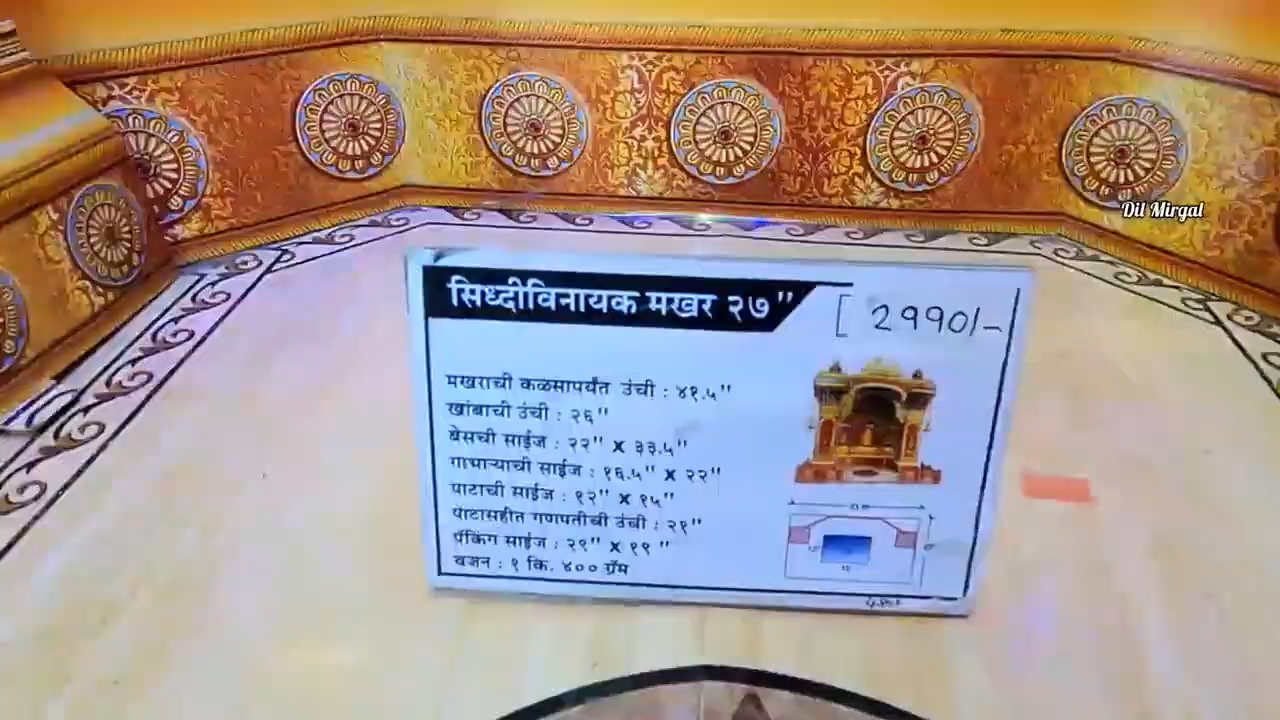 Dil Mirgal
सिध्दीविनायक मखर २७" [ 2990/-
मखराची कळसापर्यंत उंची : ४१.५"
खांबाची उंची : २६"
बेसची साईज : २२" X ३३.५"
गाभाऱ्याची साईज : १६.५" X २२"
पाटाची साईज : १२" X १५"
पाटासहीत गणपतीची उंची : २१"
पॅकिंग साईज : २९" X १९ "
वजन : १ कि. ४०० ग्रॅम